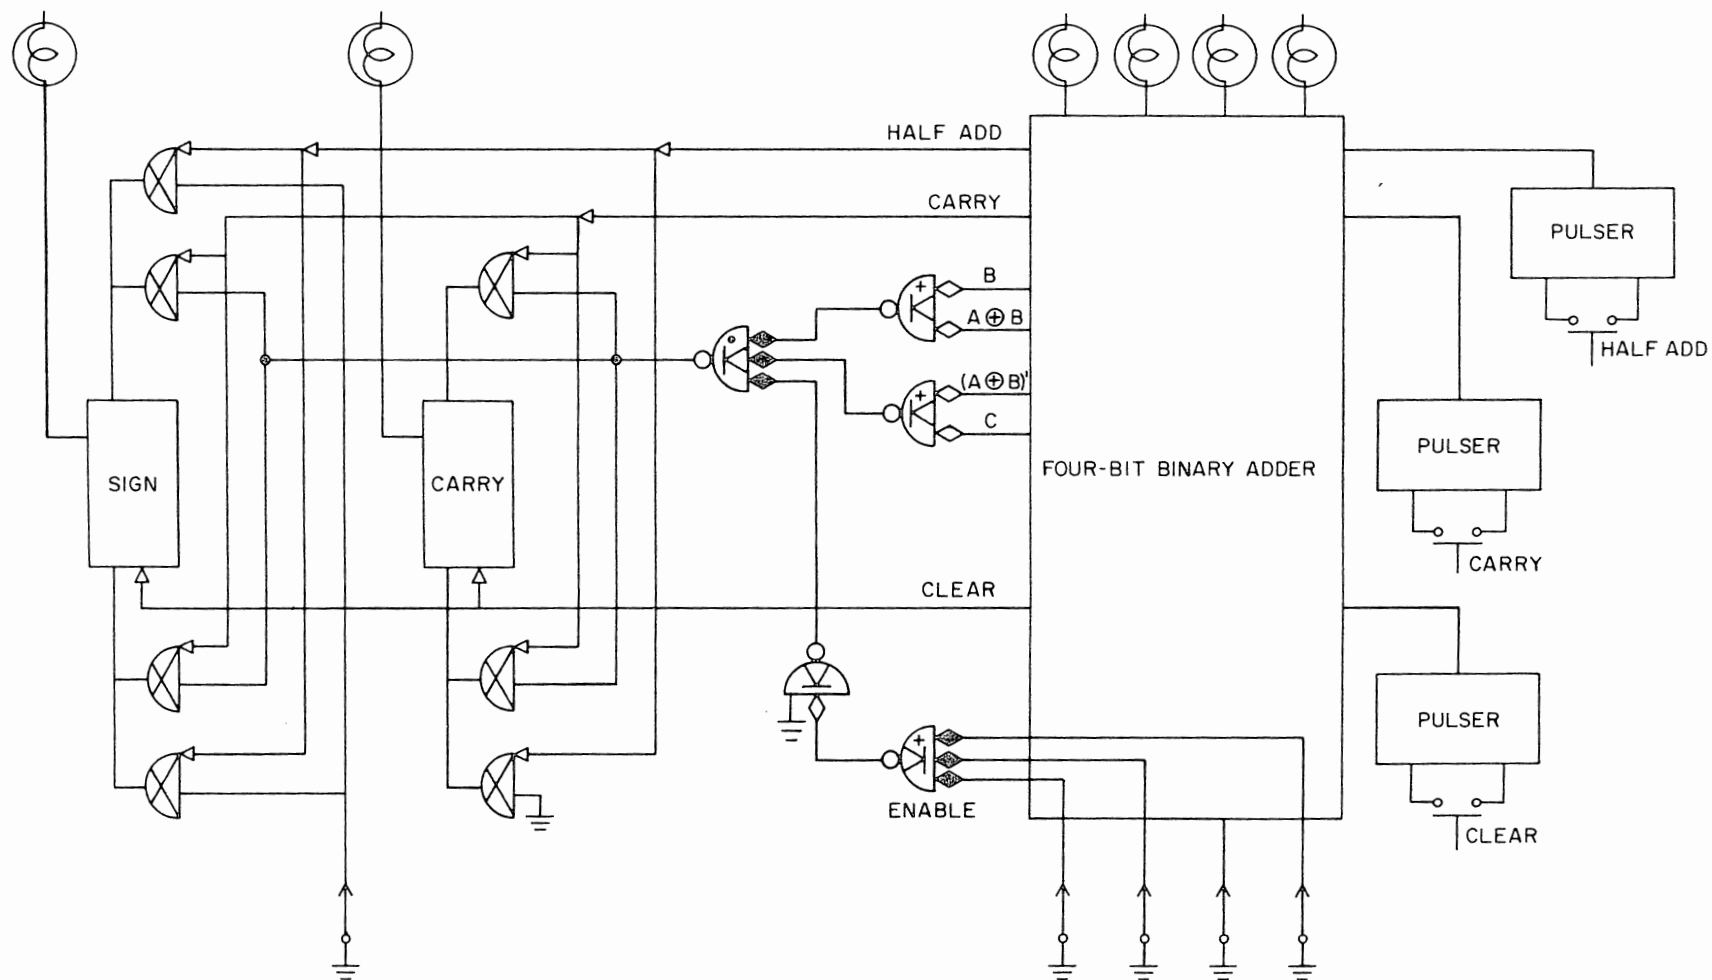 HALF ADD
CARRY
PULSER
B
A ⊕ B
HALF ADD
(A ⊕ B)'
C
PULSER
FOUR-BIT BINARY ADDER
SIGN
CARRY
CARRY
CLEAR
PULSER
ENABLE
CLEAR
+
+
+